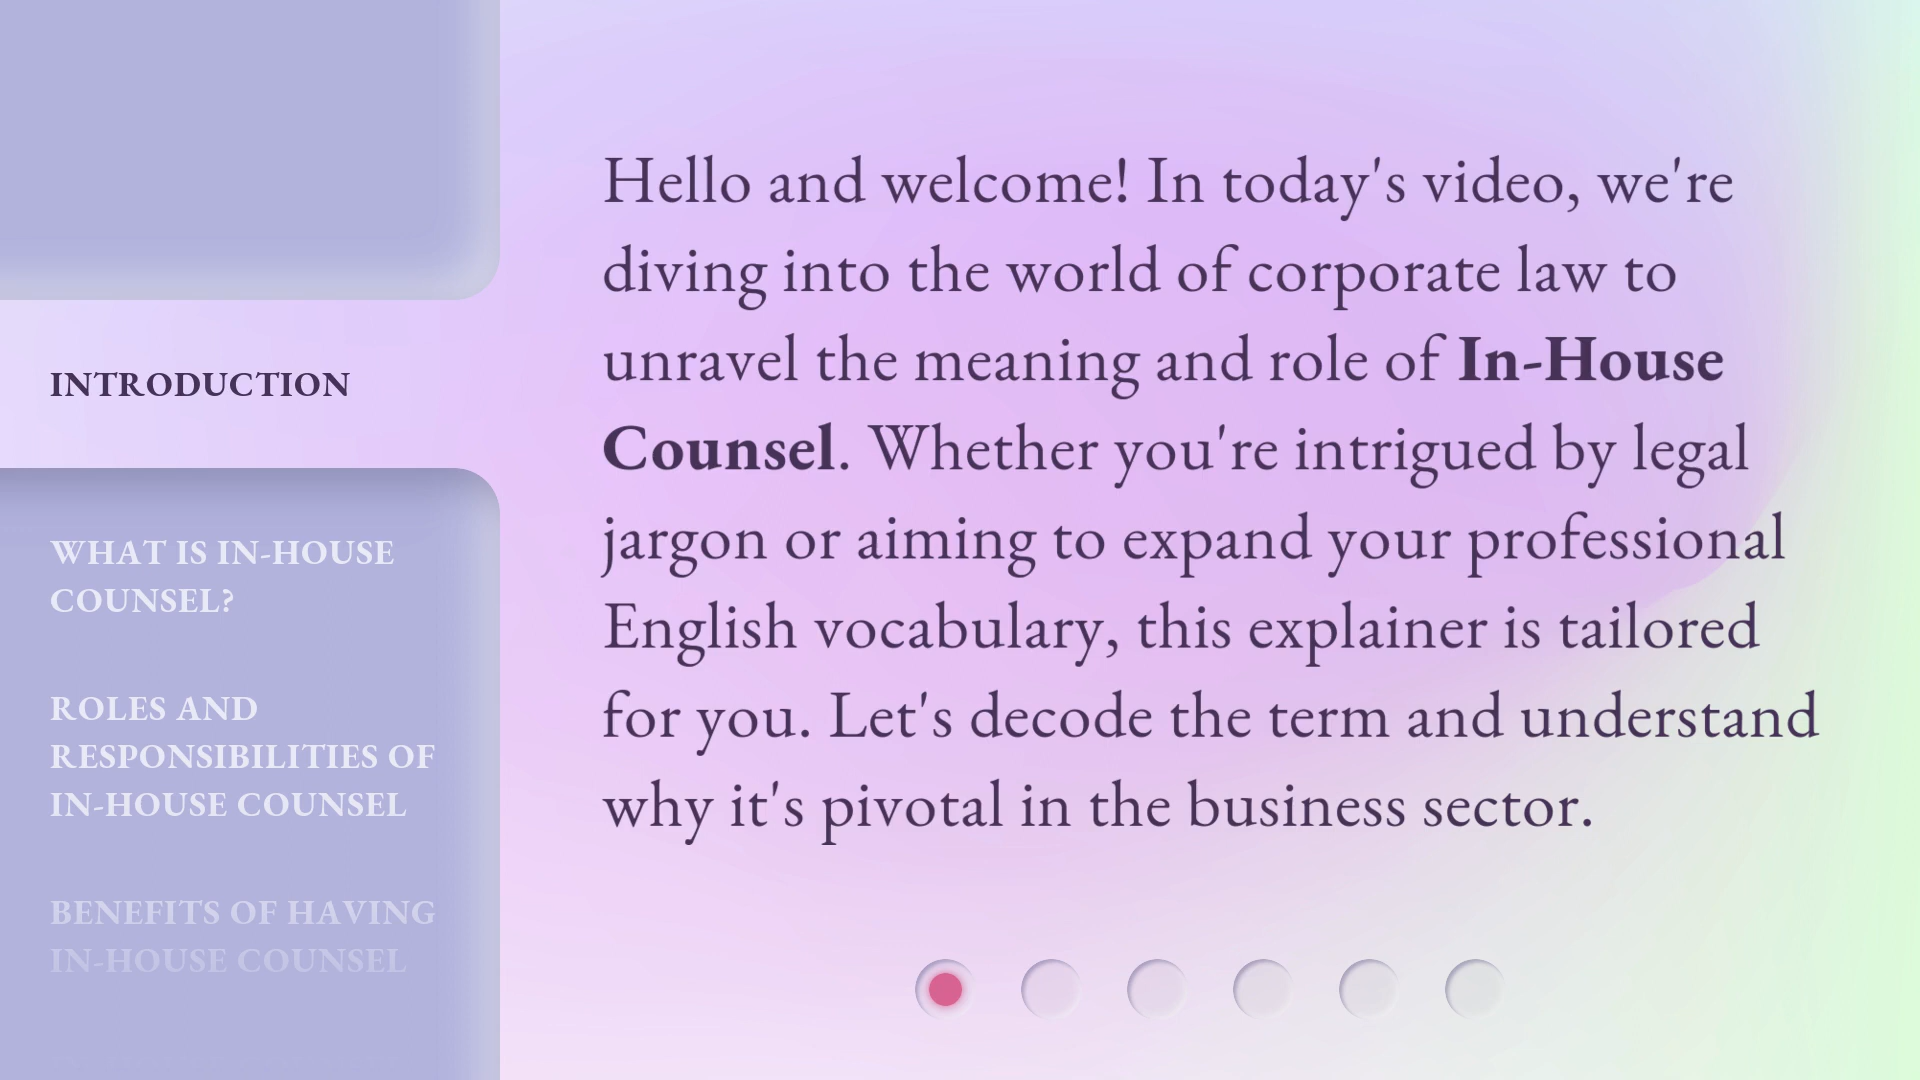 INTRODUCTION
WHAT IS IN-HOUSE
COUNSEL?
ROLES AND
RESPONSIBILITIES OF
IN-HOUSE COUNSEL
BENEFITS OF HAVING
IN-HOUSE COUNSEL
Hello and welcome! In today's video, we're
diving into the world of corporate law to
unravel the meaning and role of In-House
Counsel. Whether you're intrigued by legal
jargon or aiming to expand your professional
English vocabulary, this explainer is tailored
for you. Let's decode the term and understand
why it's pivotal in the business sector.